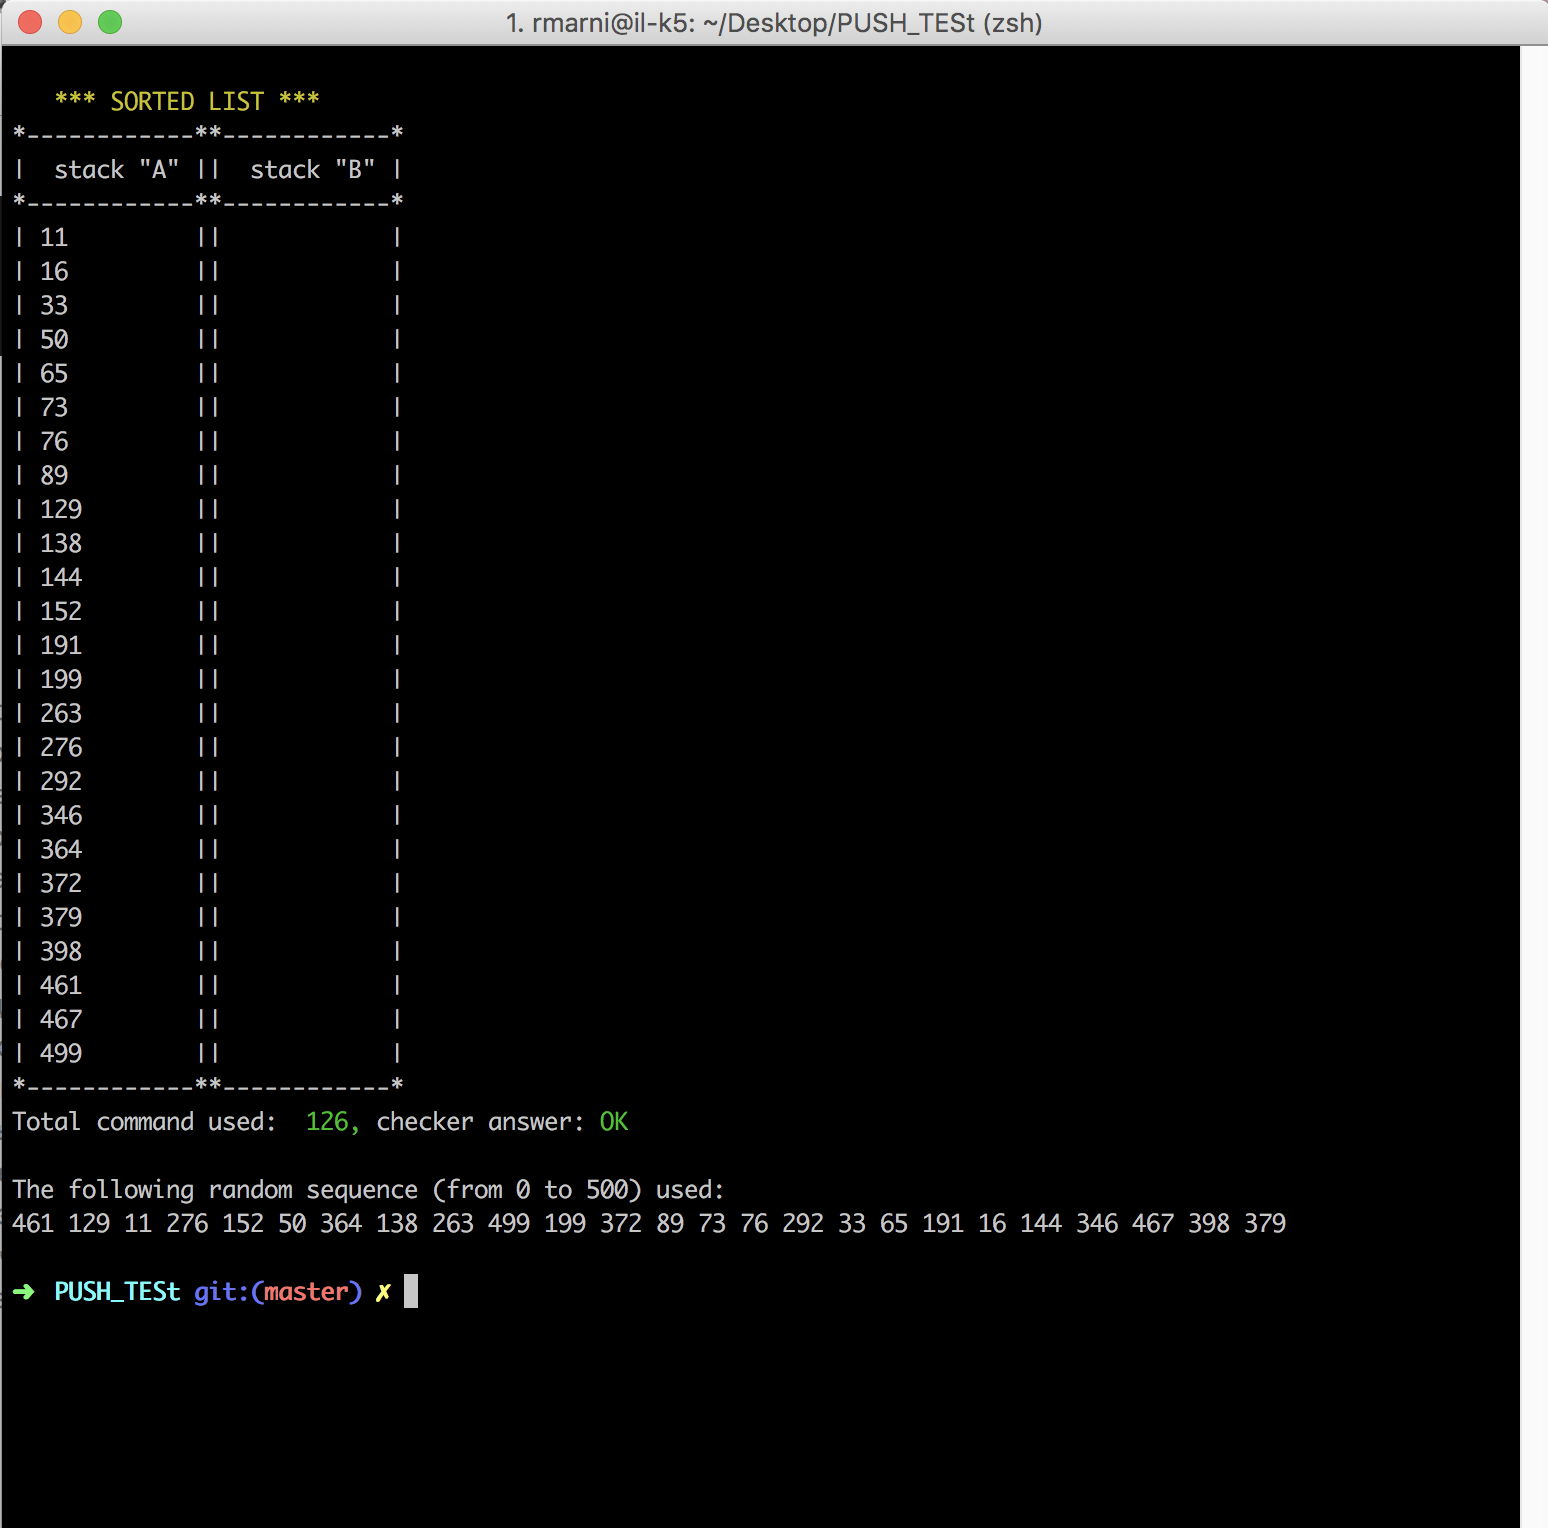 1. rmarni@il-k5: ~/Desktop/PUSH_TESt (zsh)
*** SORTED LIST ***
*------------**------------*
|  stack "A" ||  stack "B" |
*------------**------------*
| 11         ||            |
| 16         ||            |
| 33         ||            |
| 50         ||            |
| 65         ||            |
| 73         ||            |
| 76         ||            |
| 89         ||            |
| 129        ||            |
| 138        ||            |
| 144        ||            |
| 152        ||            |
| 191        ||            |
| 199        ||            |
| 263        ||            |
| 276        ||            |
| 292        ||            |
| 346        ||            |
| 364        ||            |
| 372        ||            |
| 379        ||            |
| 398        ||            |
| 461        ||            |
| 467        ||            |
| 499        ||            |
*------------**------------*
Total command used:  126, checker answer: OK
The following random sequence (from 0 to 500) used:
461 129 11 276 152 50 364 138 263 499 199 372 89 73 76 292 33 65 191 16 144 346 467 398 379
➜  PUSH_TESt git:(master) ✗